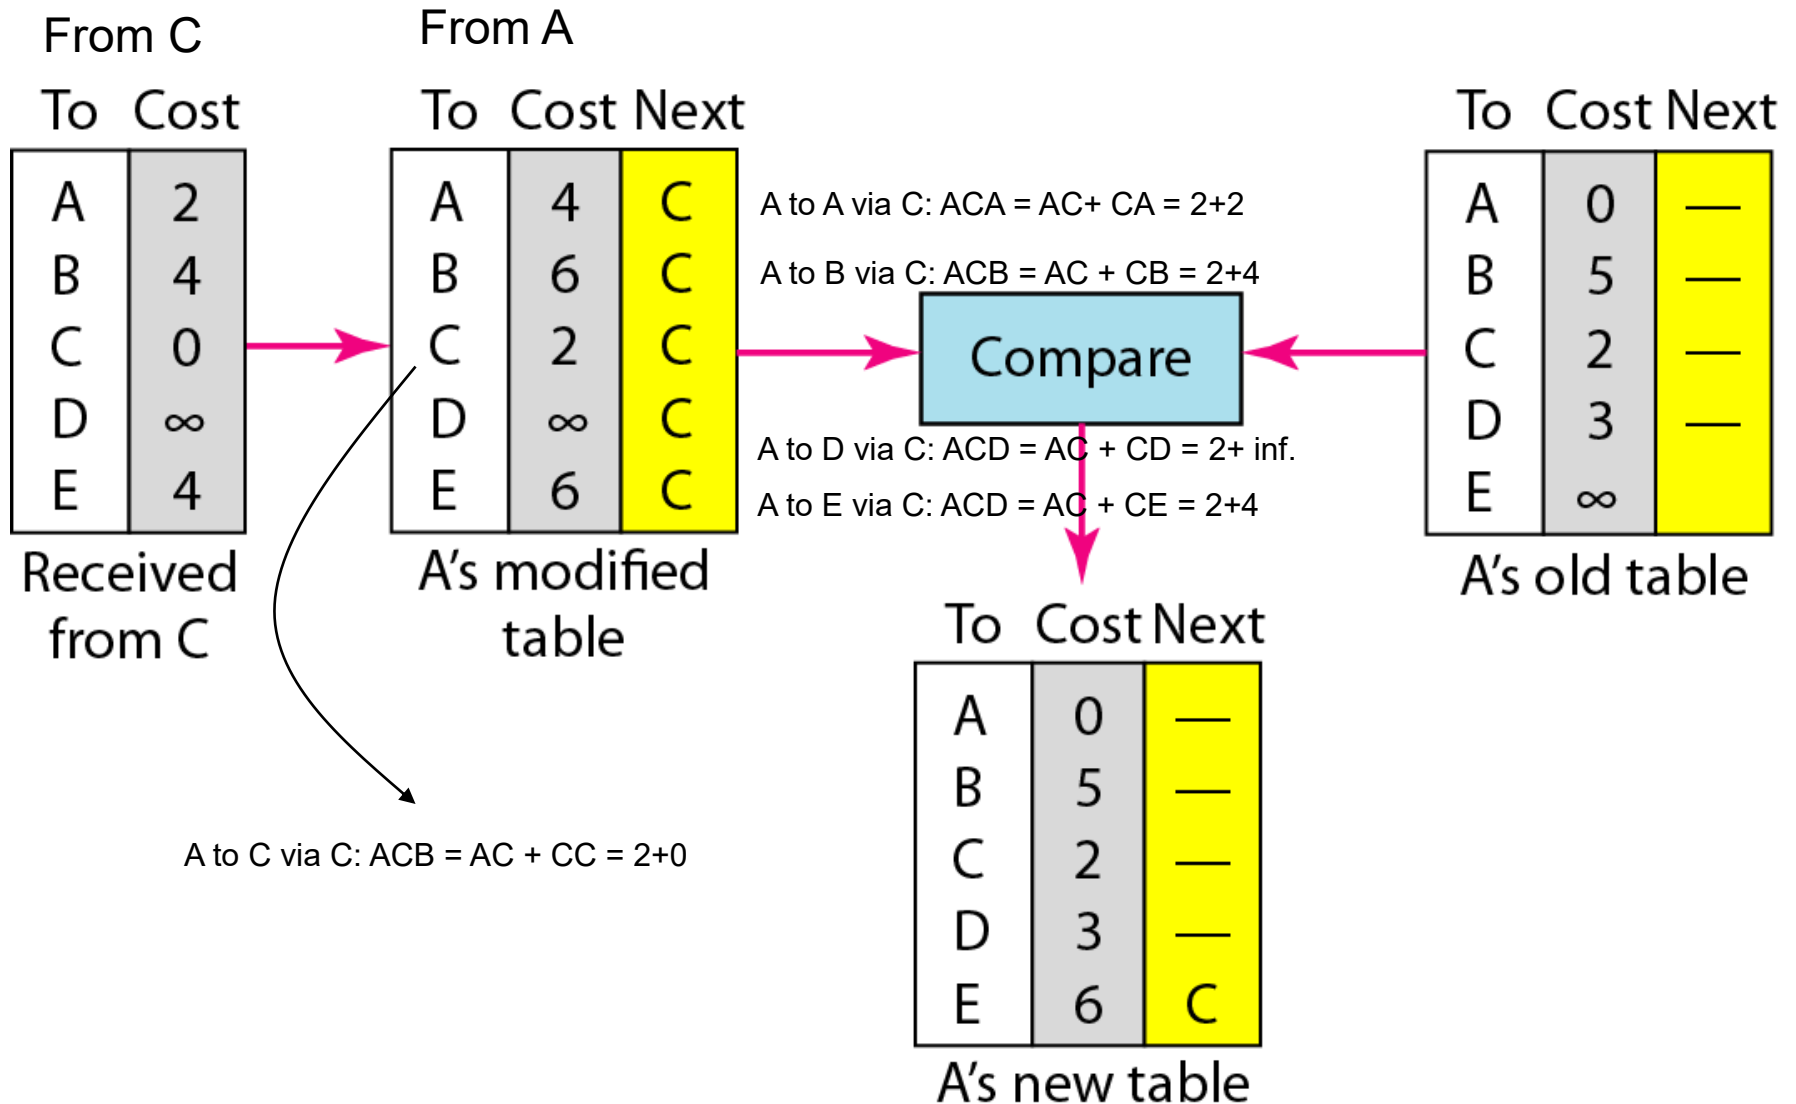 From C
To Cost
A 2
B 4
C 0
D ∞
E 4
Received
from C
From A
To Cost Next
A 4 C
B 6 C
C 2 C
D ∞ C
E 6 C
A's modified
table
A to A via C: ACA = AC+ CA = 2+2
A to B via C: ACB = AC + CB = 2+4
Compare
A to D via C: ACD = AC + CD = 2+ inf.
A to E via C: ACD = AC + CE = 2+4
To Cost Next
A 0 —
B 5 —
C 2 —
D 3 —
E ∞
A's old table
A to C via C: ACB = AC + CC = 2+0
To Cost Next
A 0 —
B 5 —
C 2 —
D 3 —
E 6 C
A's new table